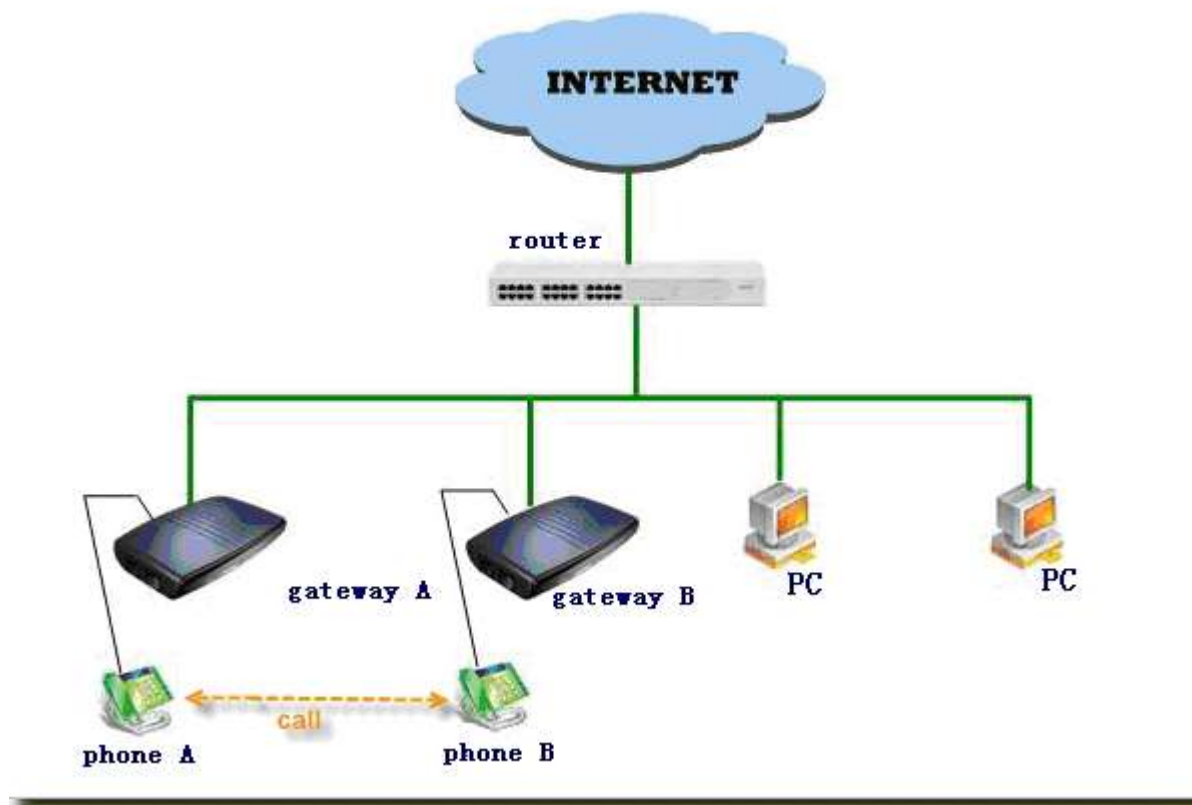 INTERNET
router
gateway A
gateway B
PC
PC
call
phone A
phone B